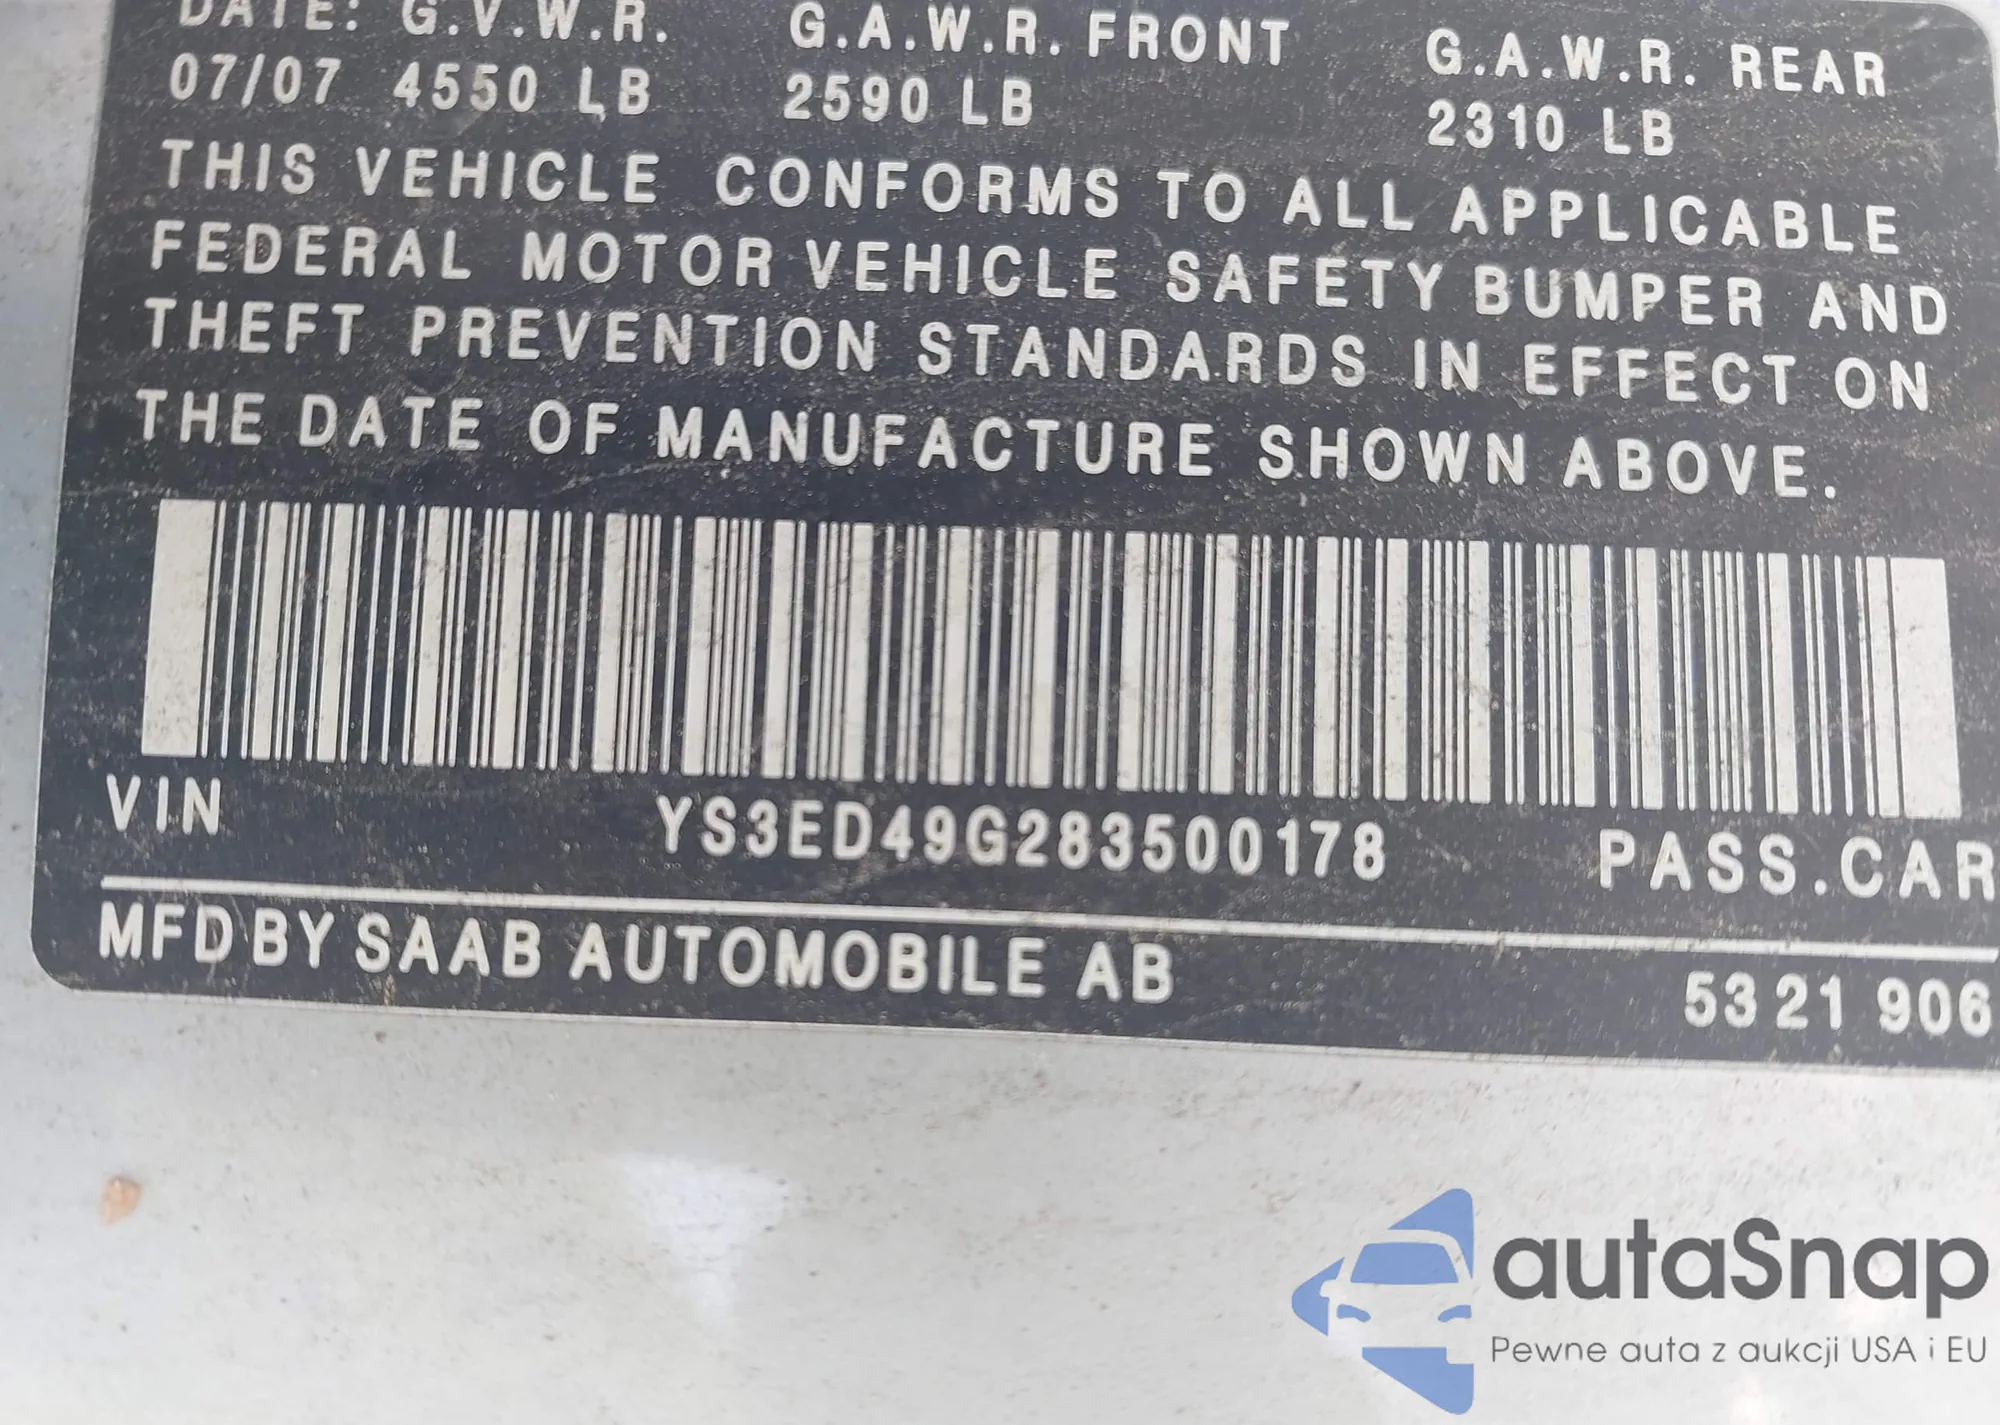 DATE: G.V.W.R. G.A.W.R. FRONT G.A.W.R. REAR
07/07 4550 LB 2590 LB 2310 LB
THIS VEHICLE CONFORMS TO ALL APPLICABLE
FEDERAL MOTOR VEHICLE SAFETY BUMPER AND
THEFT PREVENTION STANDARDS IN EFFECT ON
THE DATE OF MANUFACTURE SHOWN ABOVE.
VIN YS3ED49G283500178 PASS.CAR
MFD BY SAAB AUTOMOBILE AB 53 21 906
autaSnap
Pewne auta z aukcji USA i EU